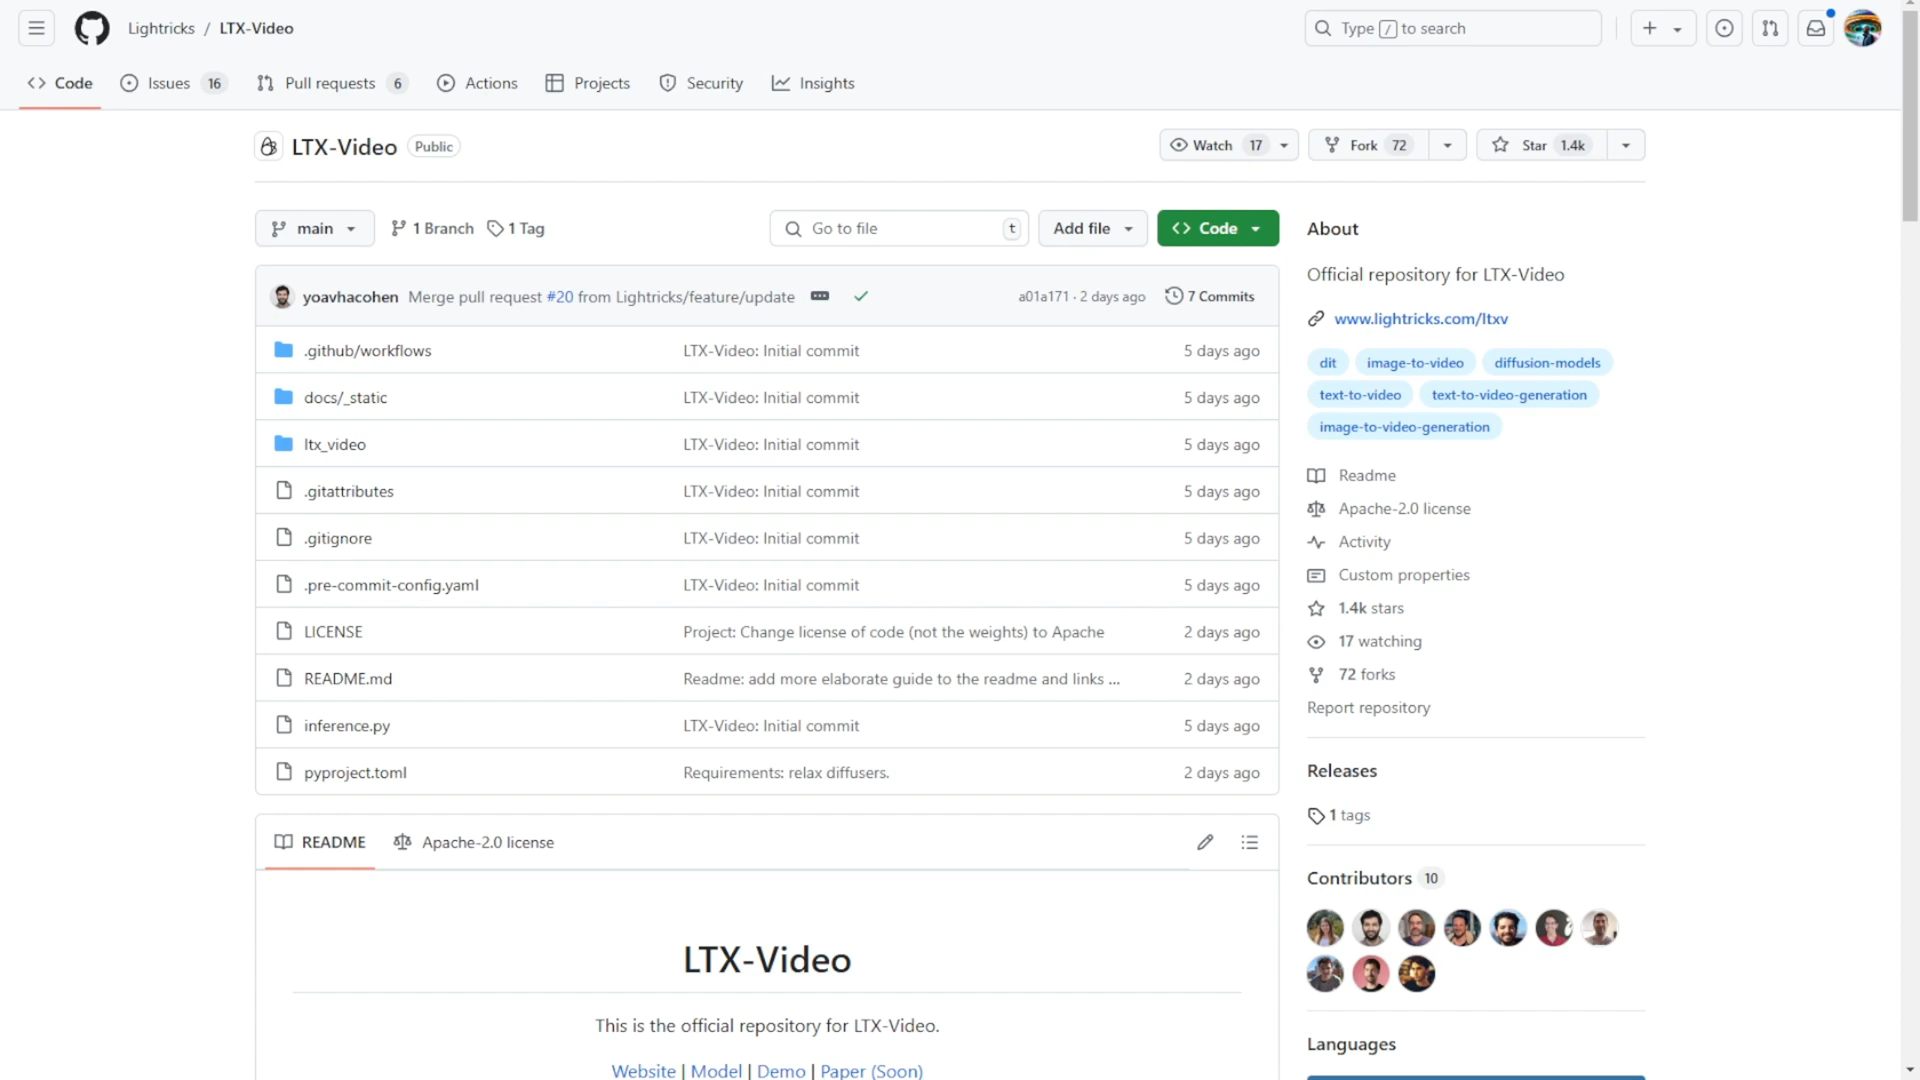 Lightricks / LTX-Video
Type / to search
Code
Issues 16
Pull requests 6
Actions
Projects
Security
Insights
LTX-Video Public
Watch 17
Fork 72
Star 1.4k
main
1 Branch
1 Tag
Go to file t
Add file
Code
yoavhacohen Merge pull request #20 from Lightricks/feature/update
a01a171 · 2 days ago
7 Commits
.github/workflows LTX-Video: Initial commit 5 days ago
docs/_static LTX-Video: Initial commit 5 days ago
ltx_video LTX-Video: Initial commit 5 days ago
.gitattributes LTX-Video: Initial commit 5 days ago
.gitignore LTX-Video: Initial commit 5 days ago
.pre-commit-config.yaml LTX-Video: Initial commit 5 days ago
LICENSE Project: Change license of code (not the weights) to Apache 2 days ago
README.md Readme: add more elaborate guide to the readme and links ... 2 days ago
inference.py LTX-Video: Initial commit 5 days ago
pyproject.toml Requirements: relax diffusers. 2 days ago
README
Apache-2.0 license
LTX-Video
This is the official repository for LTX-Video.
Website | Model | Demo | Paper (Soon)
About
Official repository for LTX-Video
www.lightricks.com/ltxv
dit image-to-video diffusion-models
text-to-video text-to-video-generation
image-to-video-generation
Readme
Apache-2.0 license
Activity
Custom properties
1.4k stars
17 watching
72 forks
Report repository
Releases
1 tags
Contributors 10
Languages